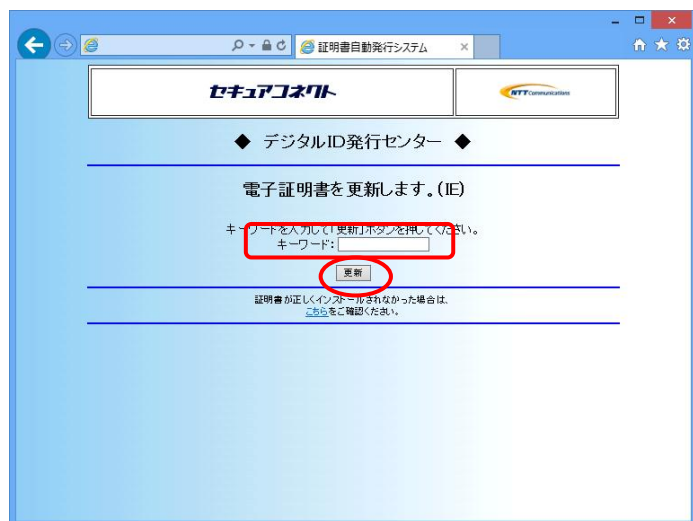 証明書自動発行システム
セキュアコネクト
NTT Communications
◆ デジタルID発行センター ◆
電子証明書を更新します。(IE)
キーワードを入力して「更新」ボタンを押してください。
キーワード:
更新
証明書が正しくインストールされなかった場合は、
こちらをご確認ください。